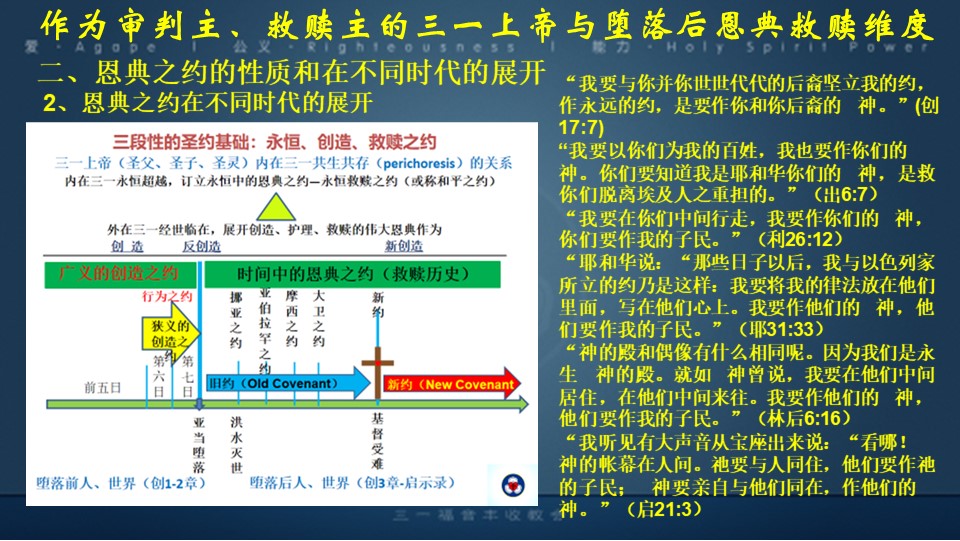 作为审判主、救赎主的三一上帝与堕落后恩典救赎维度
爱 · Agape | 公义 · Righteousness | 能力 · Holy Spirit Power
二、恩典之约的性质和在不同时代的展开
2、恩典之约在不同时代的展开
三段性的圣约基础：永恒、创造、救赎之约
三一上帝（圣父、圣子、圣灵）内在三一共生共存（perichoresis）的关系
内在三一永恒超越，订立永恒中的恩典之约—永恒救赎之约（或称和平之约）
外在三一经世临在，展开创造、护理、救赎的伟大恩典作为
创 造
反创造
新创造
广义的创造之约
时间中的恩典之约（救赎历史）
行为之约
挪亚之约
亚伯拉罕之约
摩西之约
大卫之约
新约
狭义的
创造之
约
第六日
第七日
前五日
旧约（Old Covenant）
新约（New Covenant
亚当堕落
洪水灭世
基督受难
堕落前人、世界（创1-2章）
堕落后人、世界（创3章-启示录）
“我要与你并你世世代代的后裔坚立我的约，
作永远的约，是要作你和你后裔的　神。”(创
17:7)
“我要以你们为我的百姓，我也要作你们的
神。你们要知道我是耶和华你们的　神，是救
你们脱离埃及人之重担的。”（出6:7）
“我要在你们中间行走，我要作你们的　神，
你们要作我的子民。”（利26:12）
“耶和华说：“那些日子以后，我与以色列家
所立的约乃是这样：我要将我的律法放在他们
里面，写在他们心上。我要作他们的　神，他
们要作我的子民。”（耶31:33）
“神的殿和偶像有什么相同呢。因为我们是永
生　神的殿。就如　神曾说，我要在他们中间
居住，在他们中间来往。我要作他们的　神，
他们要作我的子民。”（林后6:16）
“我听见有大声音从宝座出来说：“看哪！
神的帐幕在人间。祂要与人同住，他们要作祂
的子民；　神要亲自与他们同在，作他们的
神。”（启21:3）
三一福音丰收教会